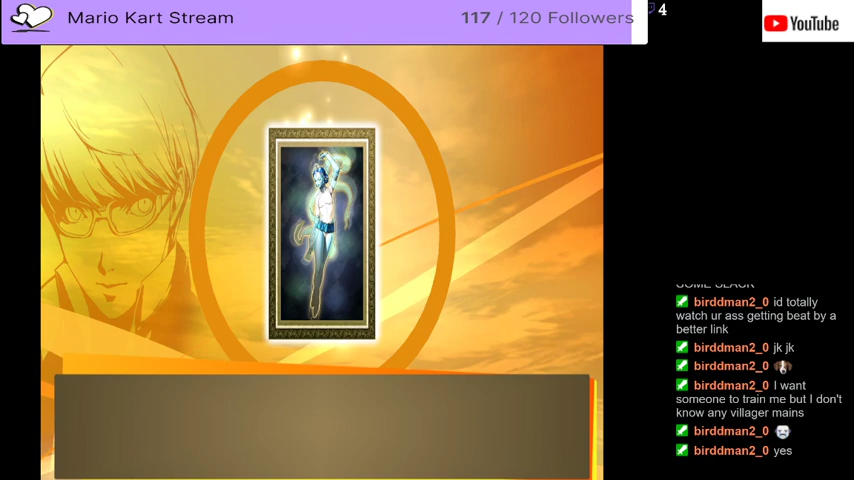 Mario Kart Stream
117 / 120 Followers
4
YouTube
SOME SLACK
birddman2_0 id totally
watch ur ass getting beat by a
better link
birddman2_0 jk jk
birddman2_0
birddman2_0 I want
someone to train me but I don't
know any villager mains
birddman2_0
birddman2_0 yes